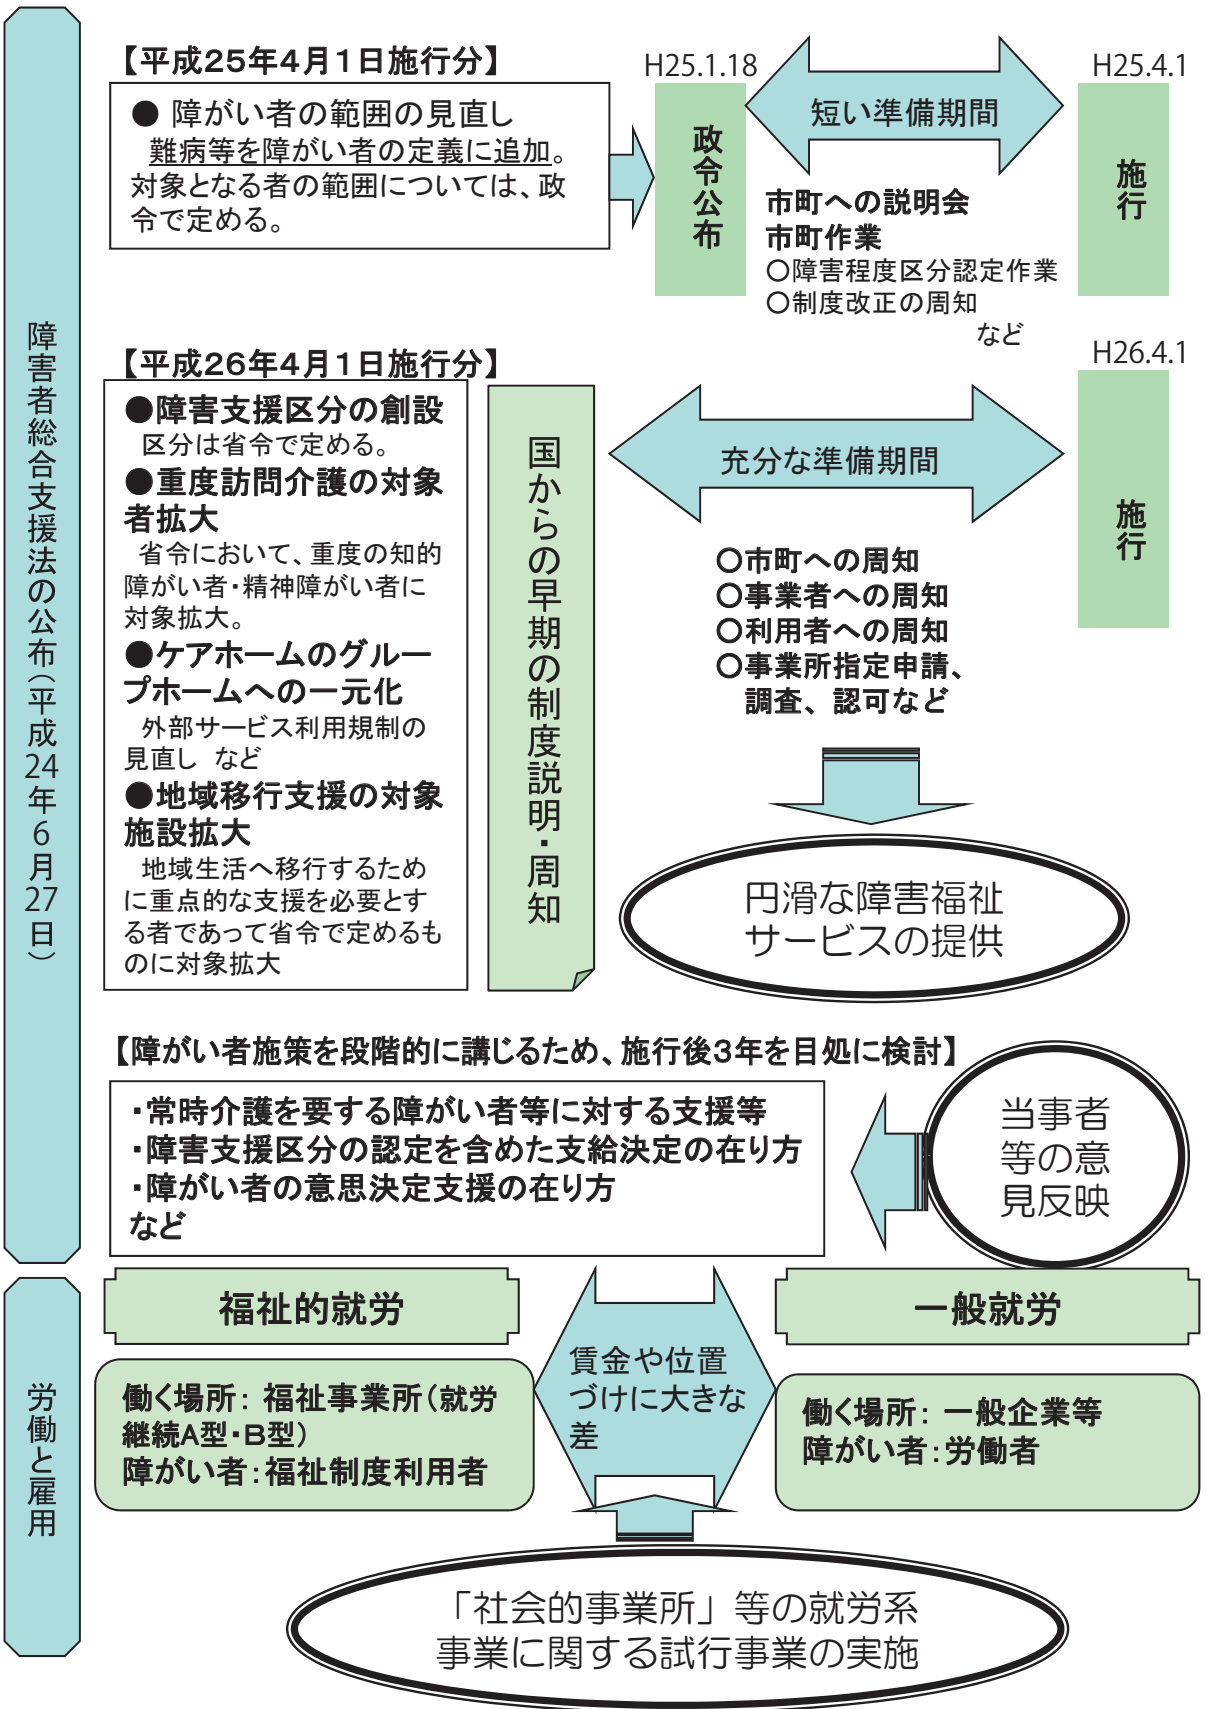 障害者総合支援法の公布（平成24年6月27日）
【平成25年4月1日施行分】
● 障がい者の範囲の見直し
難病等を障がい者の定義に追加。
対象となる者の範囲については、政
令で定める。
H25.1.18
政令公布
短い準備期間
H25.4.1
施行
市町への説明会
市町作業
○障害程度区分認定作業
○制度改正の周知
など
【平成26年4月1日施行分】
●障害支援区分の創設
区分は省令で定める。
●重度訪問介護の対象
者拡大
省令において、重度の知的
障がい者・精神障がい者に
対象拡大。
●ケアホームのグルー
プホームへの一元化
外部サービス利用規制の
見直し など
●地域移行支援の対象
施設拡大
地域生活へ移行するため
に重点的な支援を必要とす
る者であって省令で定めるも
のに対象拡大
国からの早期の制度説明・周知
充分な準備期間
H26.4.1
施行
○市町への周知
○事業者への周知
○利用者への周知
○事業所指定申請、
調査、認可など
円滑な障害福祉
サービスの提供
【障がい者施策を段階的に講じるため、施行後3年を目処に検討】
・常時介護を要する障がい者等に対する支援等
・障害支援区分の認定を含めた支給決定の在り方
・障がい者の意思決定支援の在り方
など
当事者
等の意
見反映
労働と雇用
福祉的就労
働く場所：福祉事業所（就労
継続A型・B型）
障がい者：福祉制度利用者
賃金や位置
づけに大きな
差
一般就労
働く場所：一般企業等
障がい者：労働者
「社会的事業所」等の就労系
事業に関する試行事業の実施